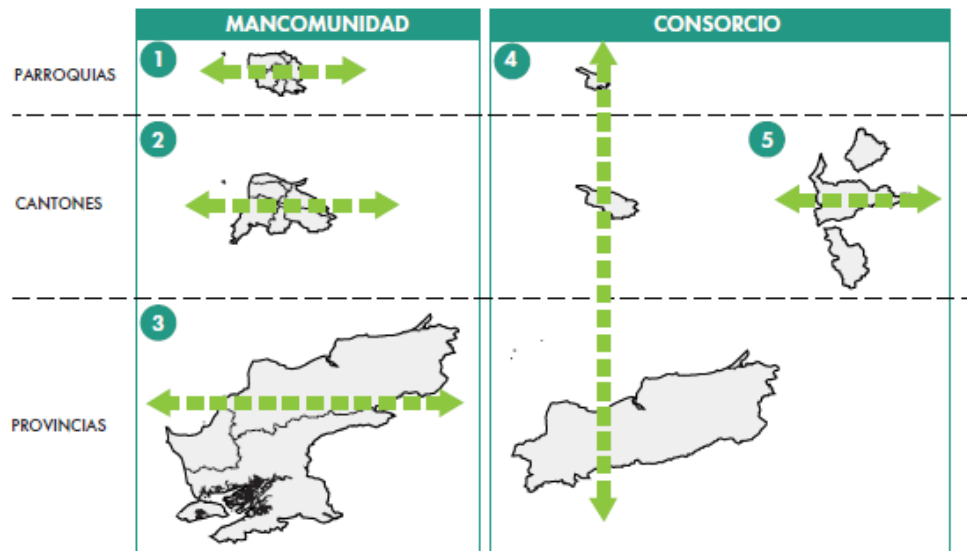 MANCOMUNIDAD
CONSORCIO
PARROQUIAS
1
4
CANTONES
2
5
PROVINCIAS
3